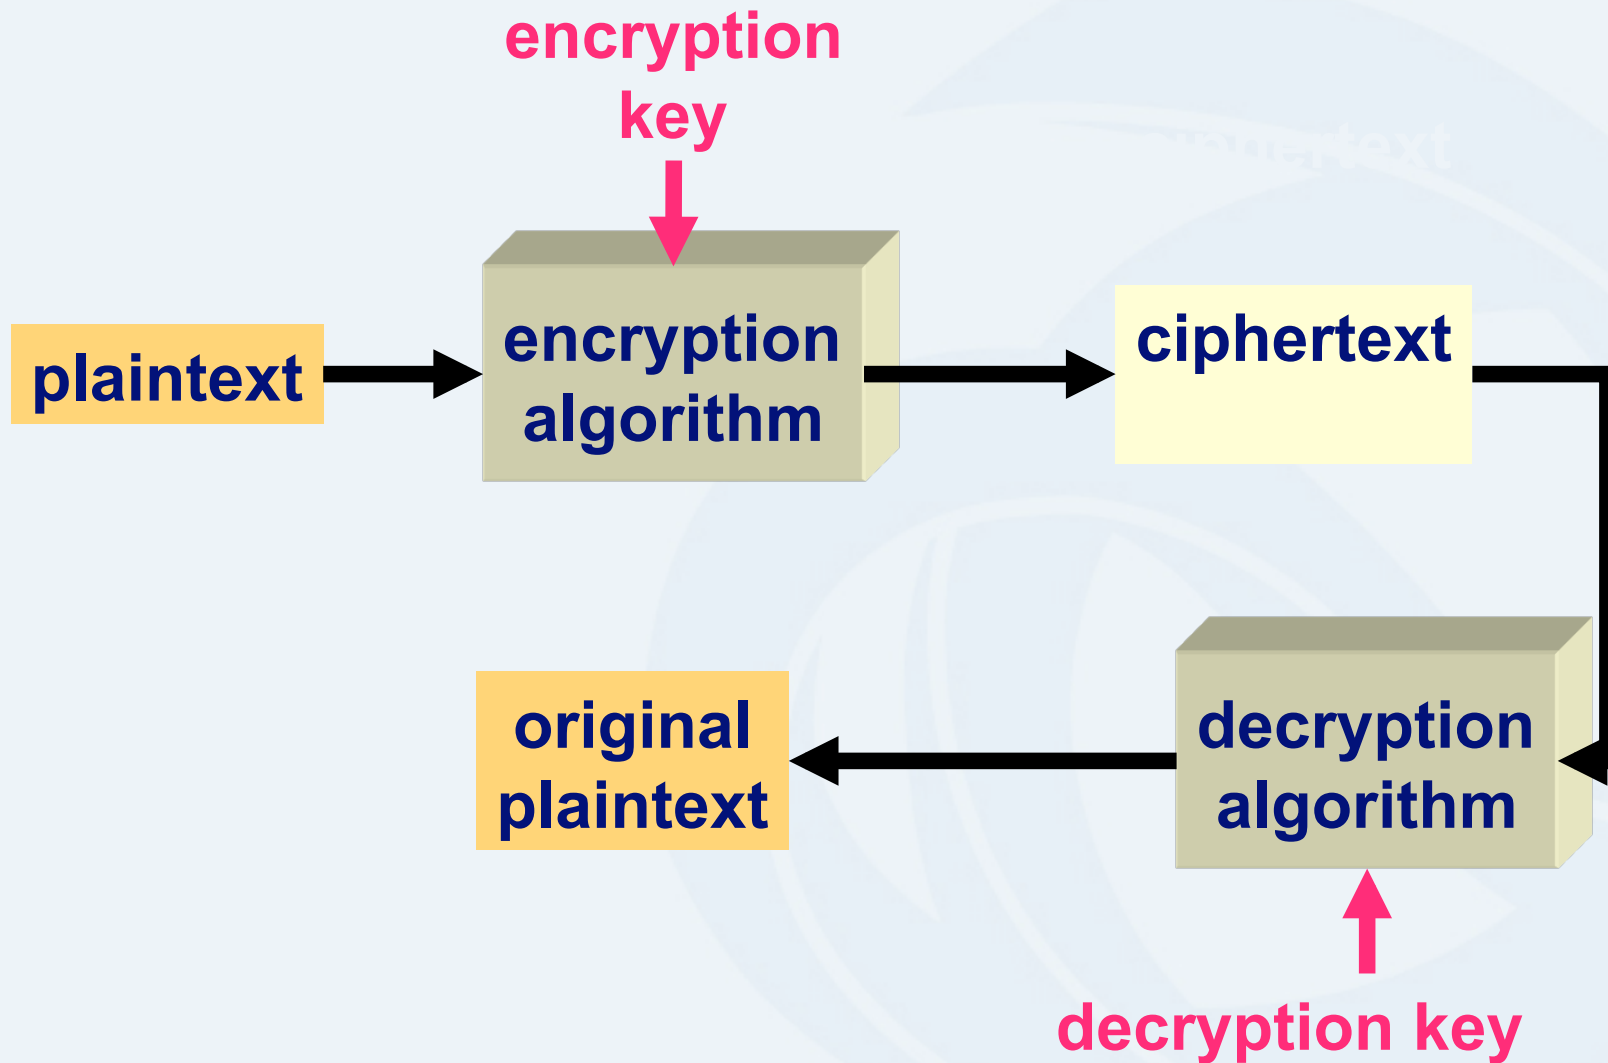 encryption
key
plaintext
encryption
algorithm
ciphertext
original
plaintext
decryption
algorithm
decryption key